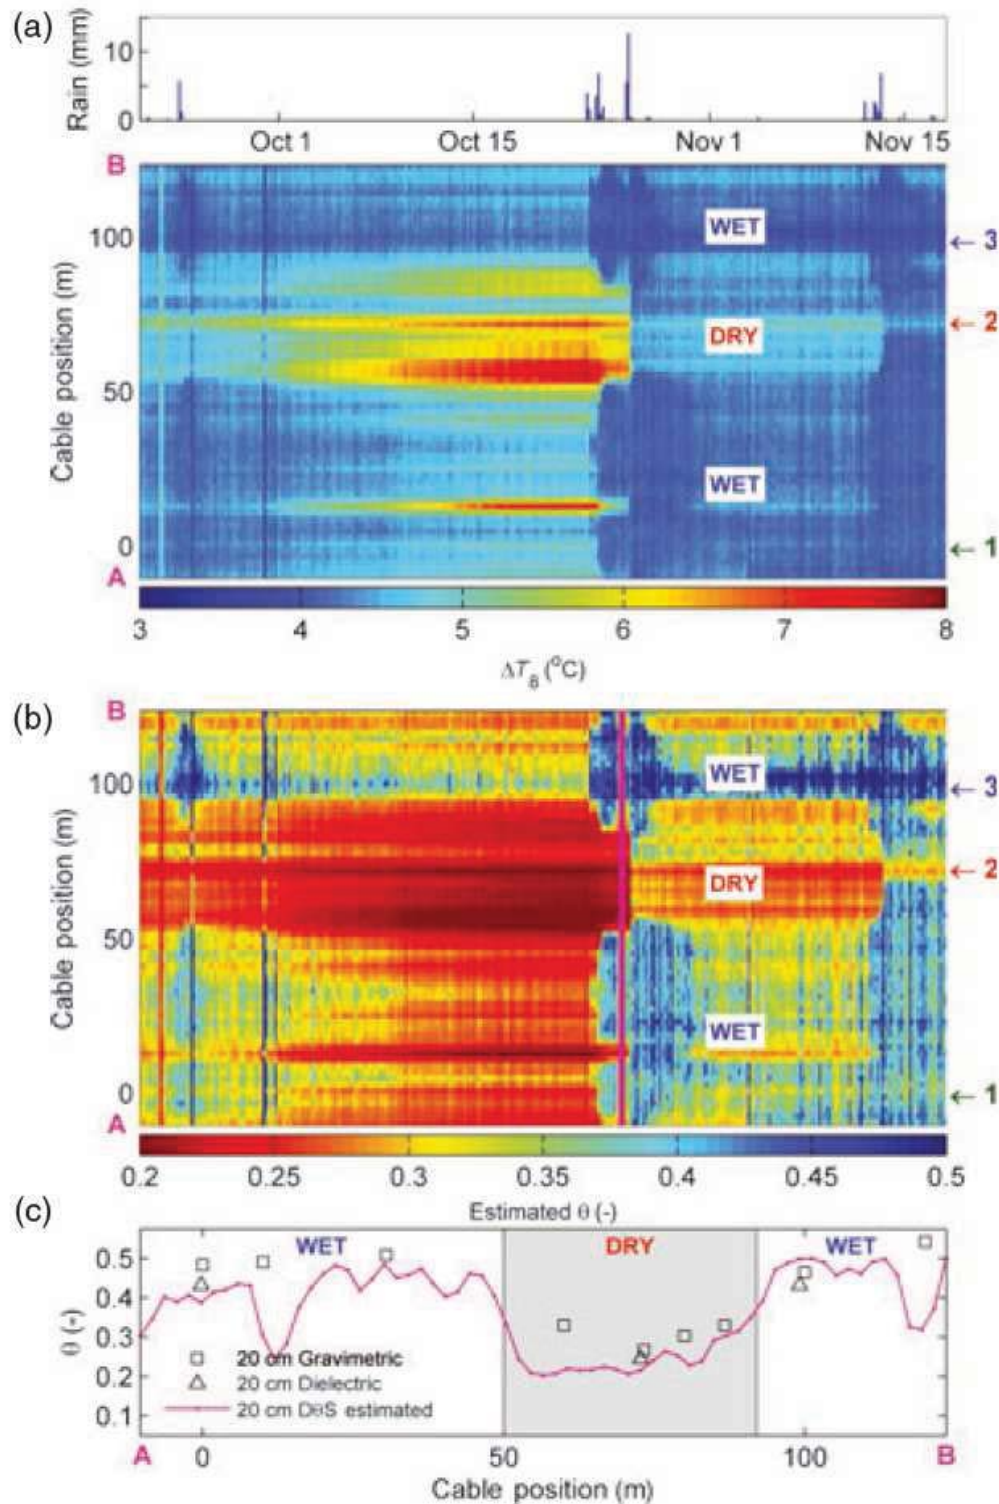 (a)
Rain (mm)
10
0
Oct 1
Oct 15
Nov 1
Nov 15
B
Cable position (m)
100
50
0
A
WET
DRY
WET
← 3
← 2
← 1
3
4
5
6
7
8
ΔT8 (°C)
(b)
B
Cable position (m)
100
50
0
A
WET
DRY
WET
← 3
← 2
← 1
0.2
0.25
0.3
0.35
0.4
0.45
0.5
Estimated θ (-)
(c)
θ (-)
0.5
0.4
0.3
0.2
0.1
WET
DRY
WET
20 cm Gravimetric
20 cm Dielectric
20 cm DθS estimated
A
0
50
100
B
Cable position (m)